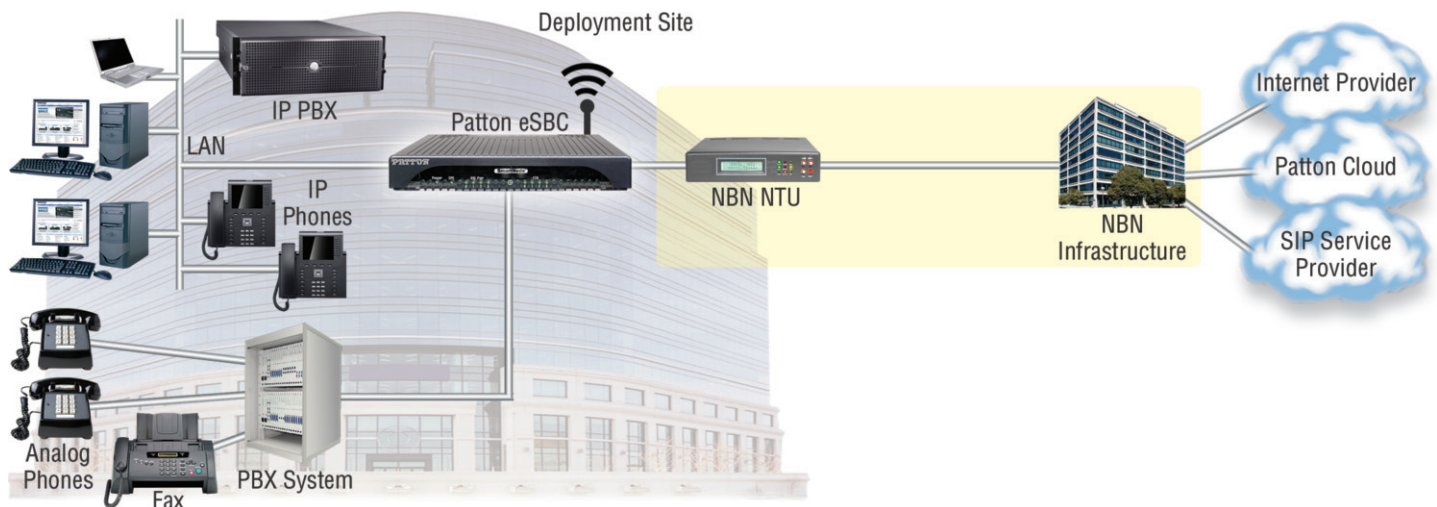 Deployment Site
IP PBX
Patton eSBC
LAN
IP
Phones
PATTON
NBN NTU
NBN
Infrastructure
Internet Provider
Patton Cloud
SIP Service
Provider
Analog
Phones
Fax
PBX System